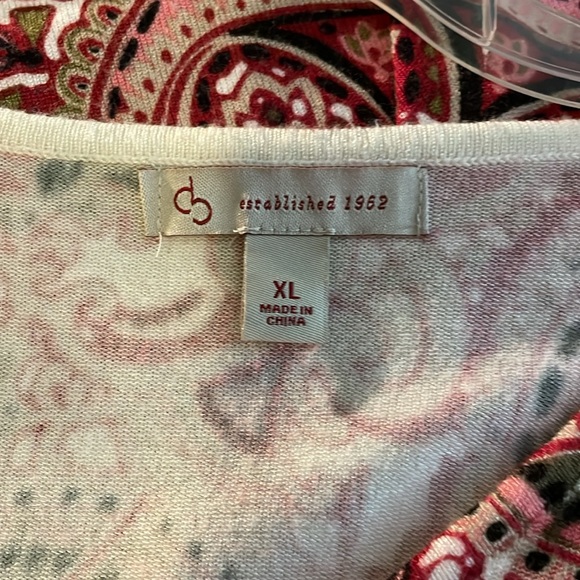 established 1962
XL
MADE IN
CHINA